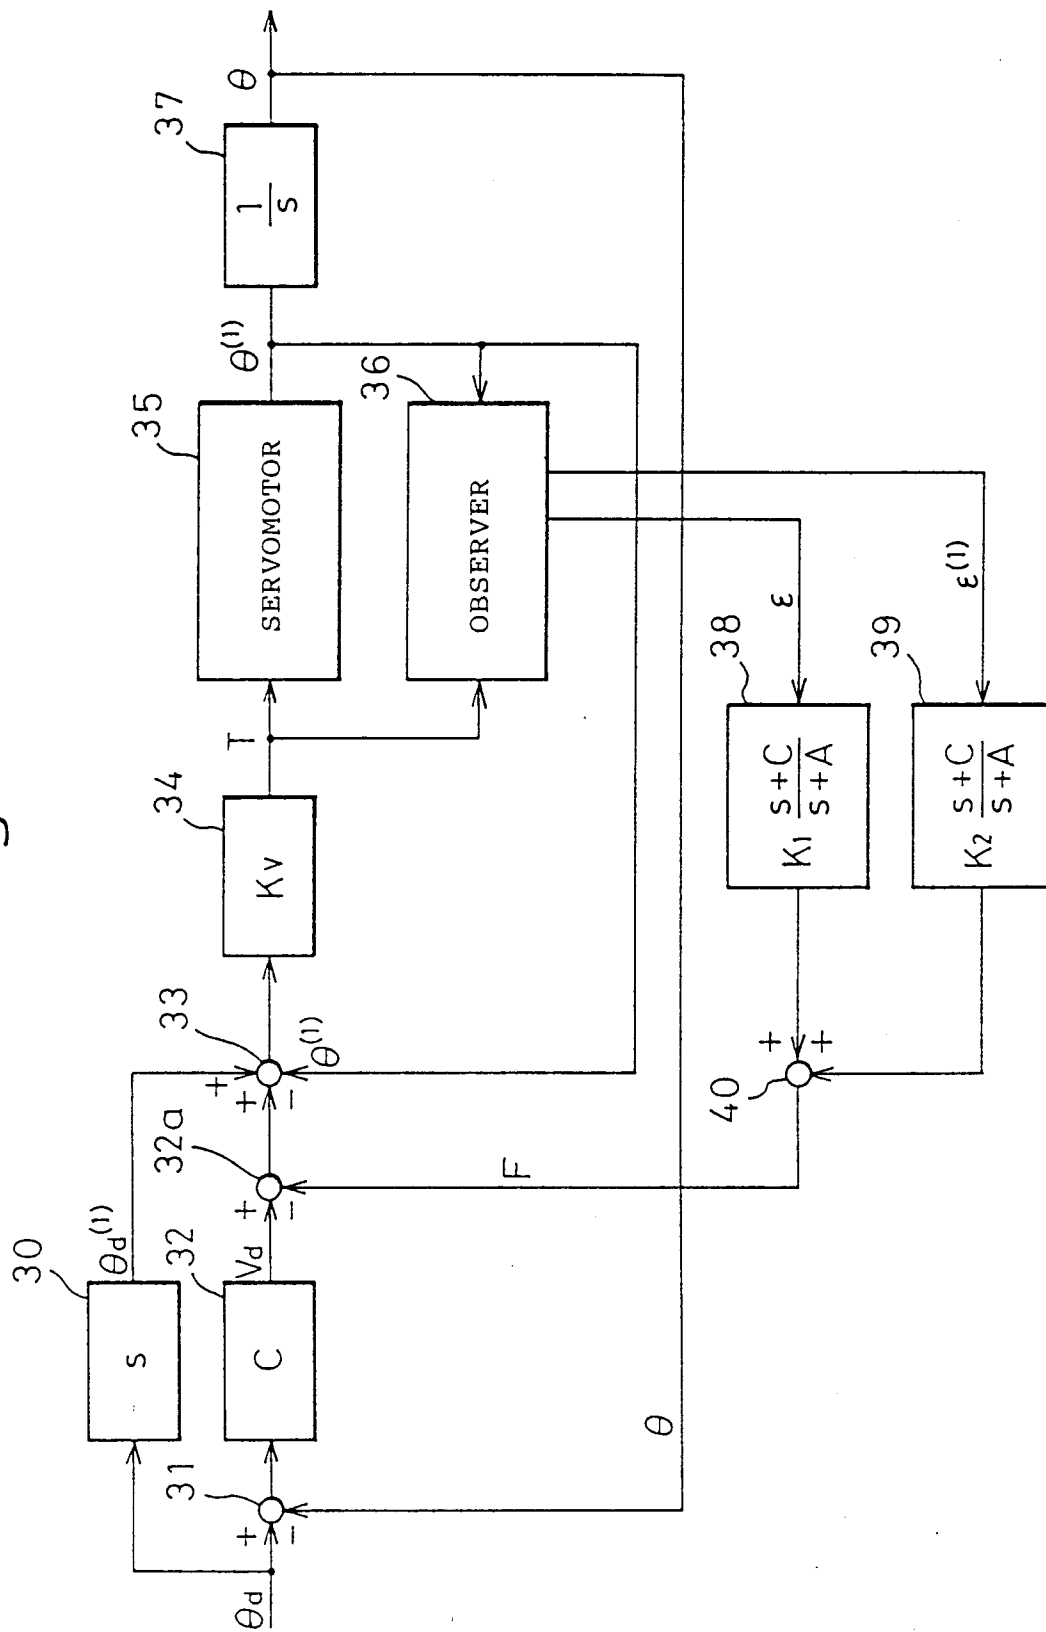 30
s
θd(1)
θd
+
−
31
32
C
Vd
+
−
32a
+
+
−
33
θ(1)
34
Kv
T
35
SERVOMOTOR
θ(1)
36
OBSERVER
37
1
s
θ
θ
F
38
K1 s+C
s+A
ε
39
K2 s+C
s+A
ε(1)
+
+
40